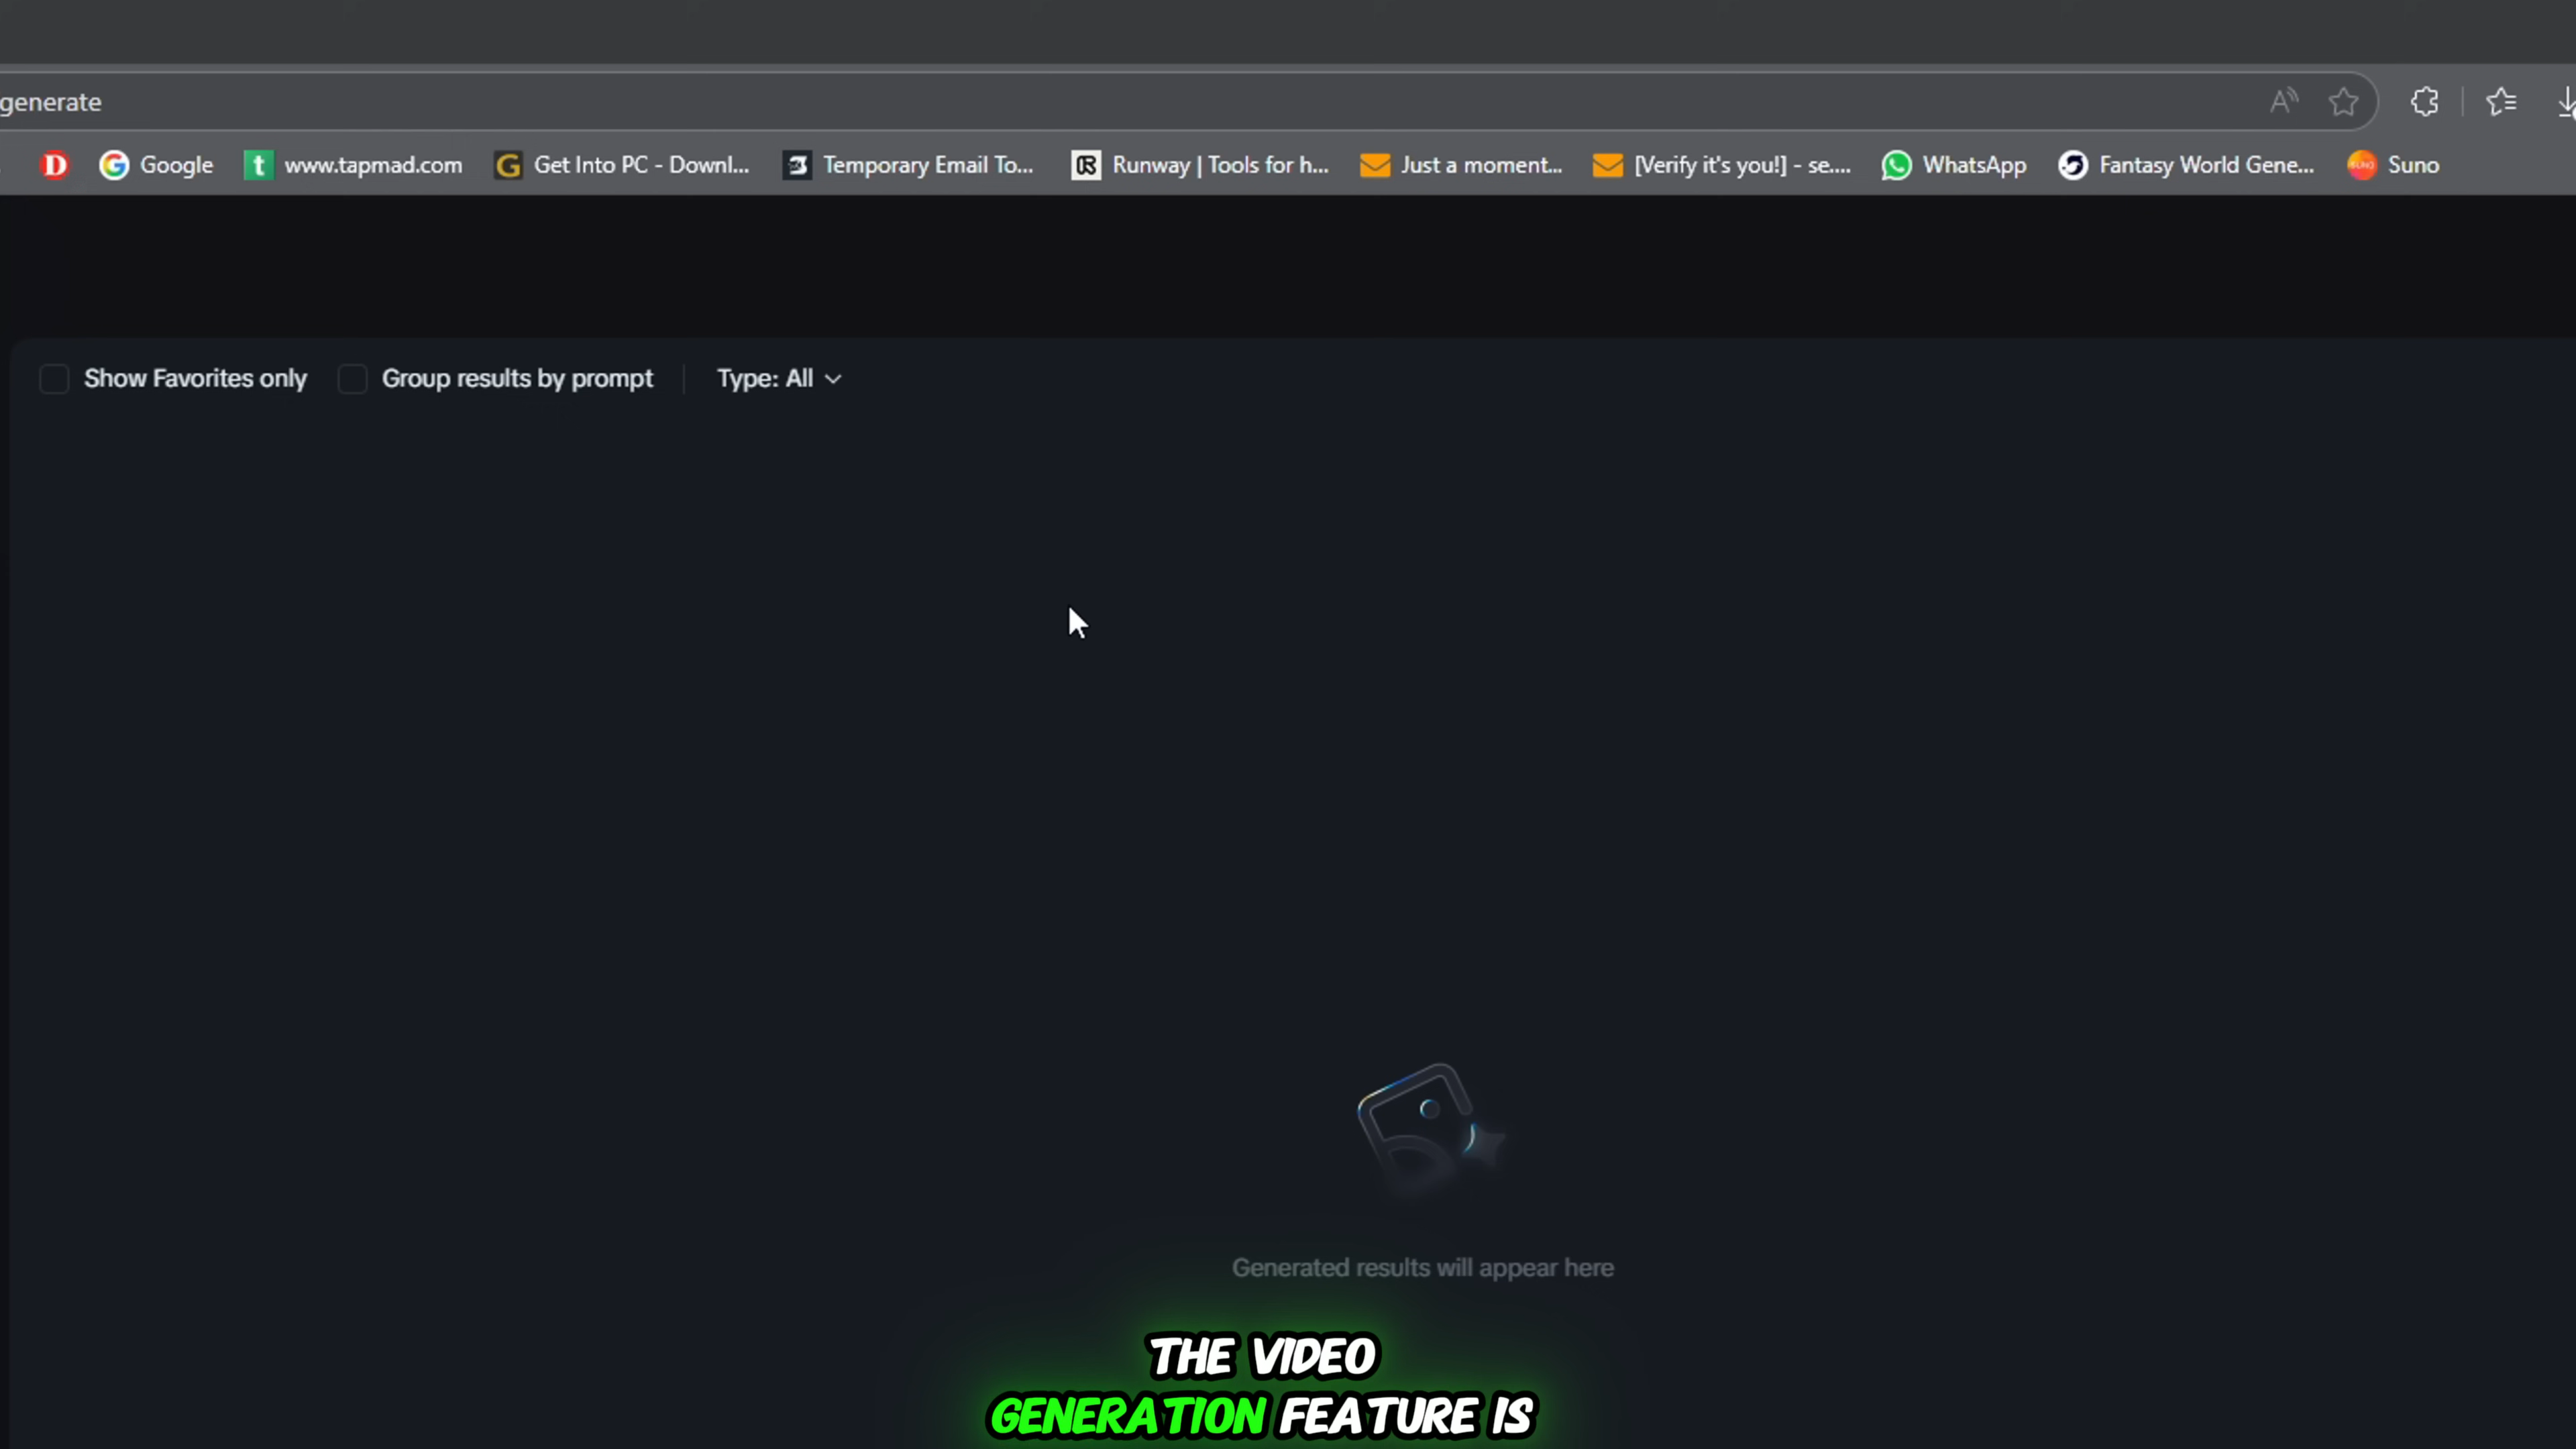 generate
Google
www.tapmad.com
Get Into PC - Downl...
Temporary Email To...
Runway | Tools for h...
Just a moment...
[Verify it's you!] - se....
WhatsApp
Fantasy World Gene...
Suno
Show Favorites only
Group results by prompt
Type: All
Generated results will appear here
THE VIDEO
GENERATION FEATURE IS